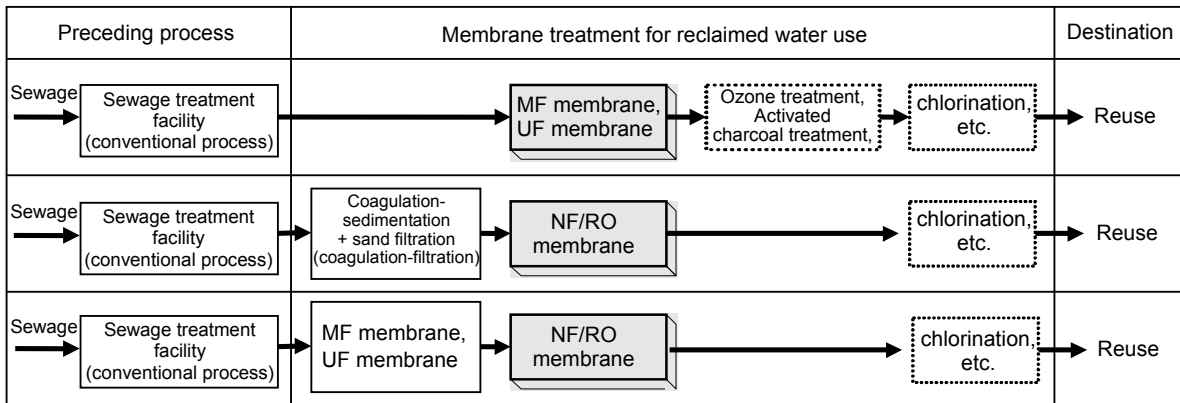 Preceding process
Membrane treatment for reclaimed water use
Destination
Sewage
Sewage treatment
facility
(conventional process)
MF membrane,
UF membrane
Ozone treatment,
Activated
charcoal treatment,
chlorination,
etc.
Reuse
Sewage
Sewage treatment
facility
(conventional process)
Coagulation-
sedimentation
+ sand filtration
(coagulation-filtration)
NF/RO
membrane
chlorination,
etc.
Reuse
Sewage
Sewage treatment
facility
(conventional process)
MF membrane,
UF membrane
NF/RO
membrane
chlorination,
etc.
Reuse